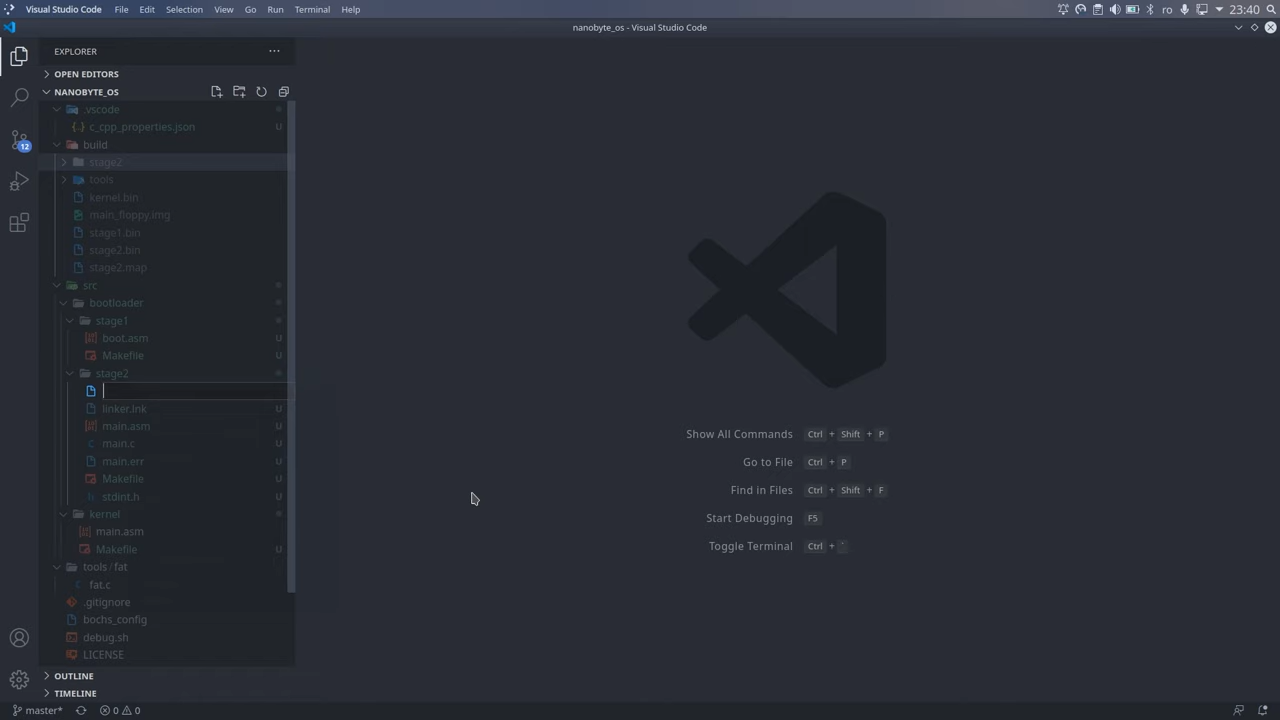 Visual Studio Code File Edit Selection View Go Run Terminal Help ro 23:40
nanobyte_os - Visual Studio Code
EXPLORER
OPEN EDITORS
NANOBYTE_OS
.vscode
c_cpp_properties.json U
build
stage2
tools
kernel.bin
main_floppy.img
stage1.bin
stage2.bin
stage2.map
src
bootloader
stage1
boot.asm U
Makefile U
stage2
linker.lnk U
main.asm U
main.c U
main.err U
Makefile U
stdint.h U
kernel
main.asm U
Makefile U
tools / fat
fat.c U
.gitignore U
bochs_config U
debug.sh U
LICENSE U
OUTLINE
TIMELINE
12
Show All Commands Ctrl + Shift + P
Go to File Ctrl + P
Find in Files Ctrl + Shift + F
Start Debugging F5
Toggle Terminal Ctrl + `
master* 0 0